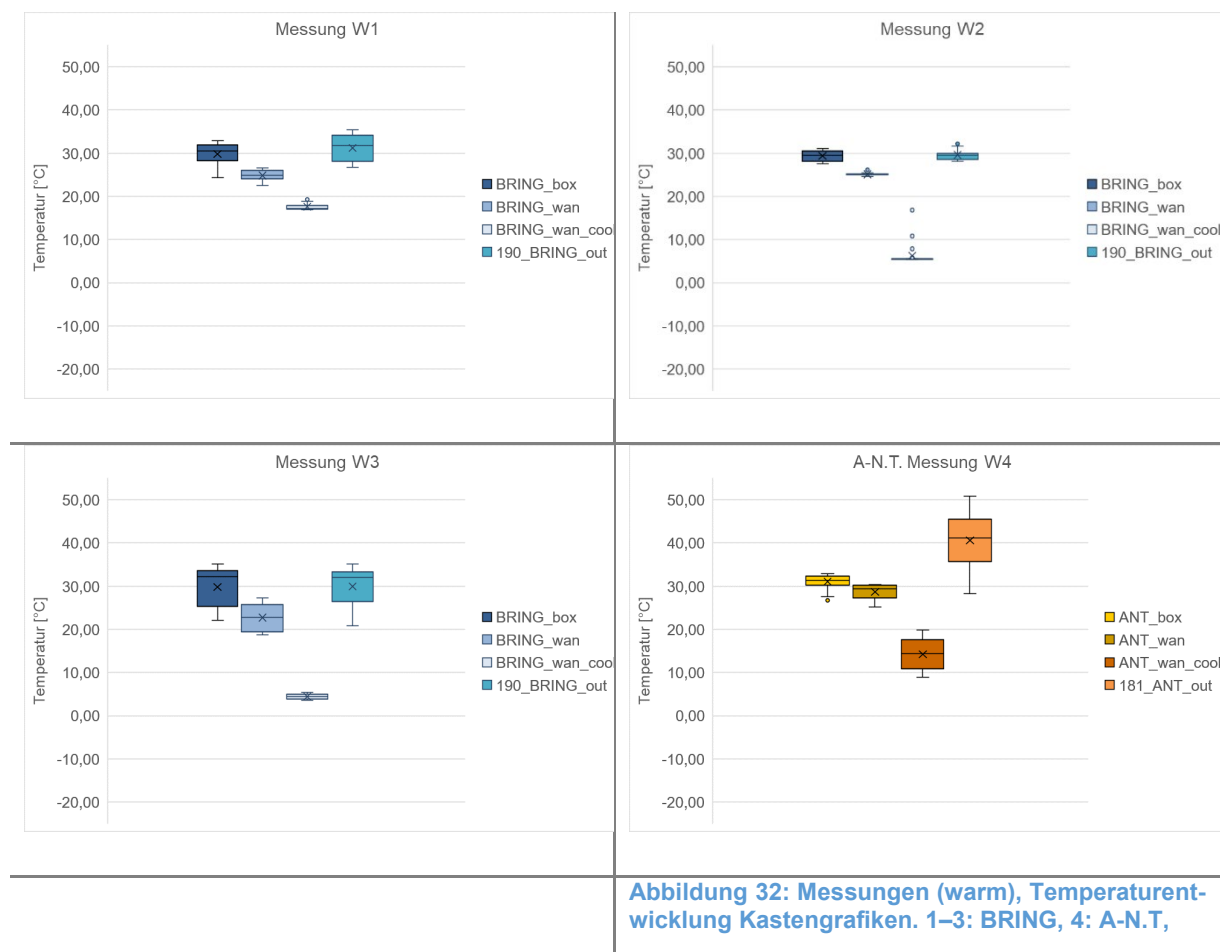 Messung W1
50,00
40,00
30,00
20,00
10,00
0,00
-10,00
-20,00
Temperatur [°C]
BRING_box
BRING_wan
BRING_wan_cool
190_BRING_out
Messung W2
50,00
40,00
30,00
20,00
10,00
0,00
-10,00
-20,00
Temperatur [°C]
BRING_box
BRING_wan
BRING_wan_cool
190_BRING_out
Messung W3
50,00
40,00
30,00
20,00
10,00
0,00
-10,00
-20,00
Temperatur [°C]
BRING_box
BRING_wan
BRING_wan_cool
190_BRING_out
A-N.T. Messung W4
50,00
40,00
30,00
20,00
10,00
0,00
-10,00
-20,00
Temperatur [°C]
ANT_box
ANT_wan
ANT_wan_cool
181_ANT_out
Abbildung 32: Messungen (warm), Temperaturent-
wicklung Kastengrafiken. 1–3: BRING, 4: A-N.T,